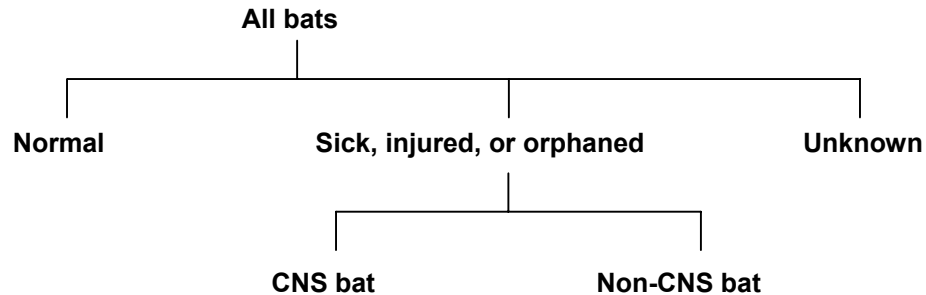 All bats
Normal Sick, injured, or orphaned Unknown
CNS bat Non-CNS bat